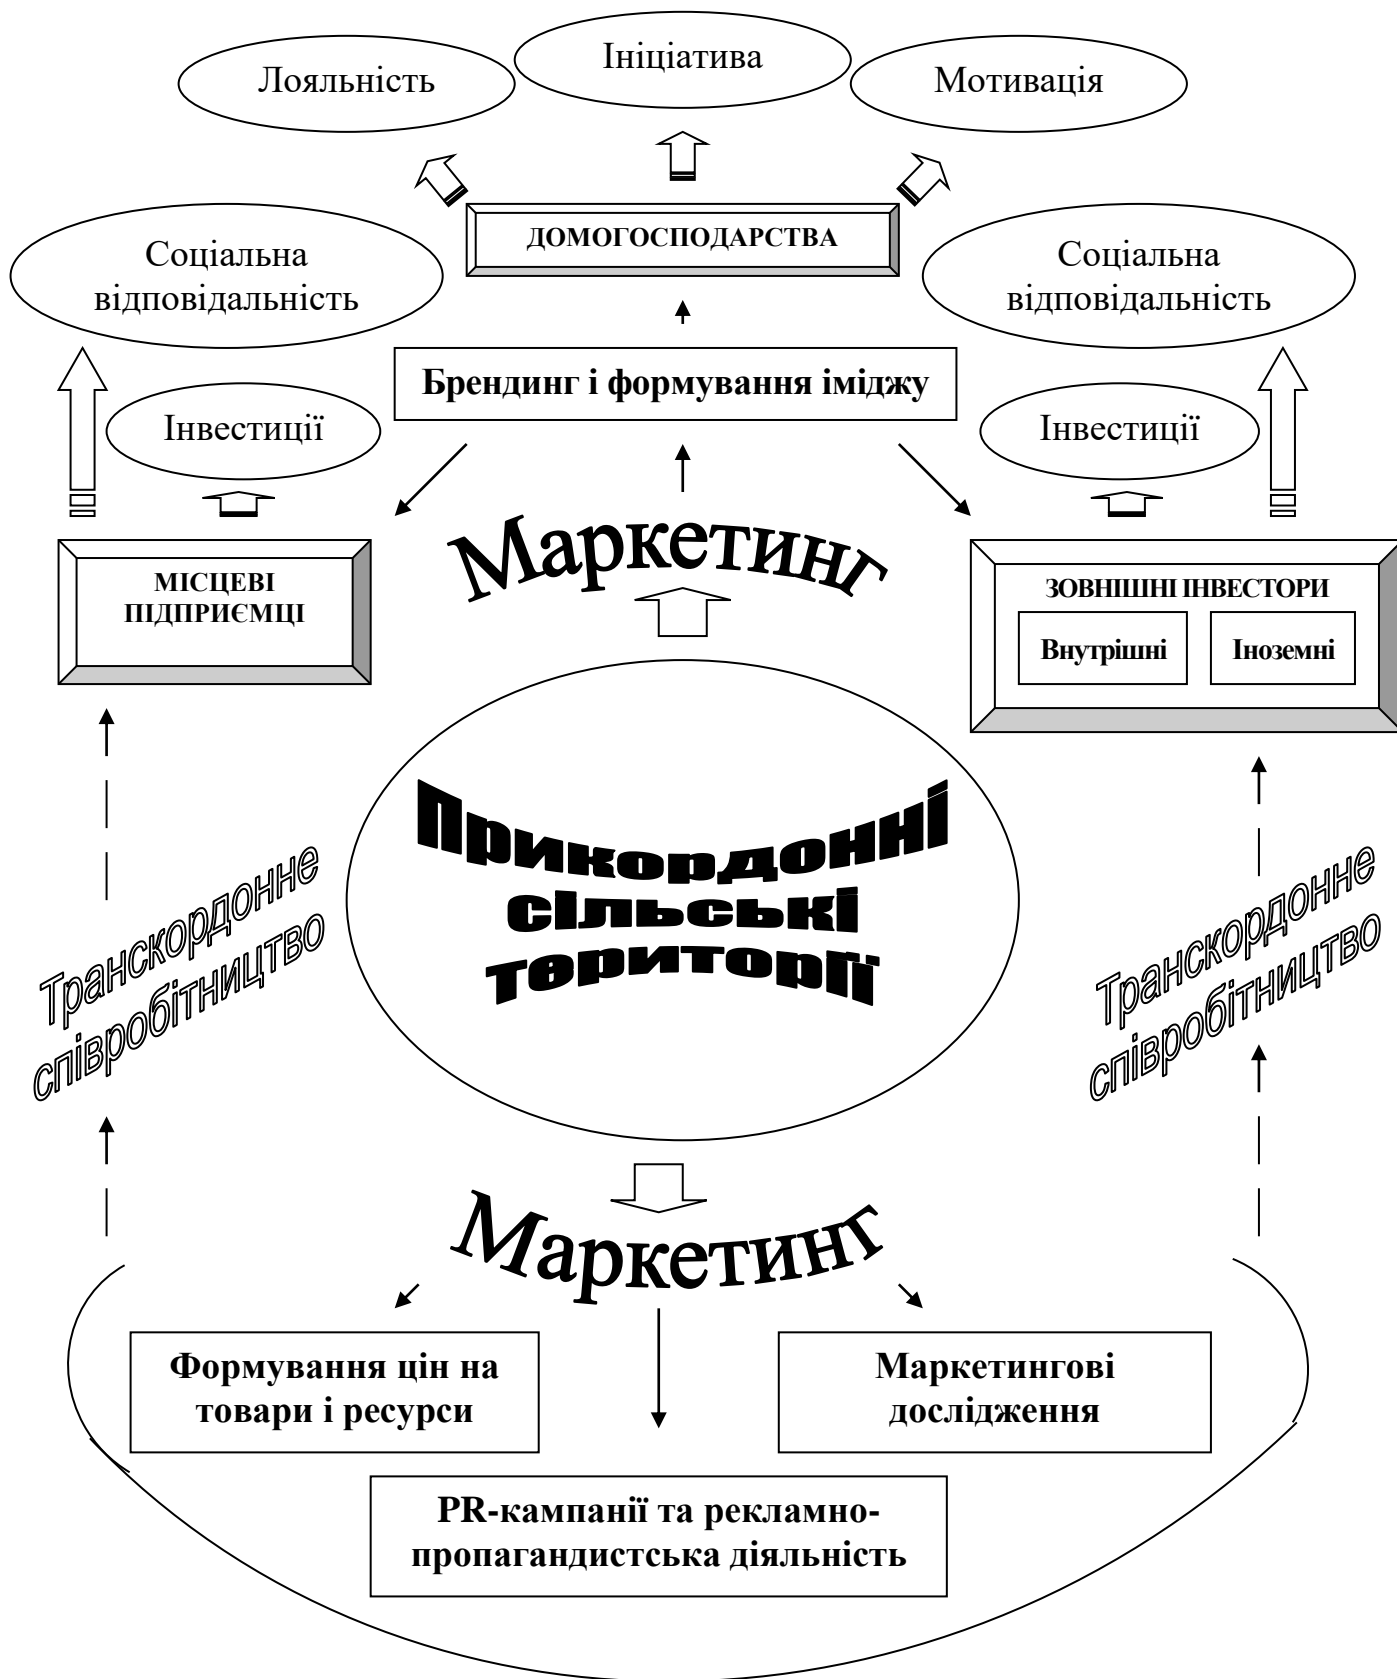 Лояльність
Ініціатива
Мотивація
ДОМОГОСПОДАРСТВА
Соціальна
відповідальність
Соціальна
відповідальність
Брендинг і формування іміджу
Інвестиції
Інвестиції
Маркетинг
МІСЦЕВІ
ПІДПРИЄМЦІ
ЗОВНІШНІ ІНВЕСТОРИ
Внутрішні
Іноземні
Прикордонні
сільські
території
Транскордонне
співробітництво
Транскордонне
співробітництво
Маркетинг
Формування цін на
товари і ресурси
Маркетингові
дослідження
PR-кампанії та рекламно-
пропагандистська діяльність